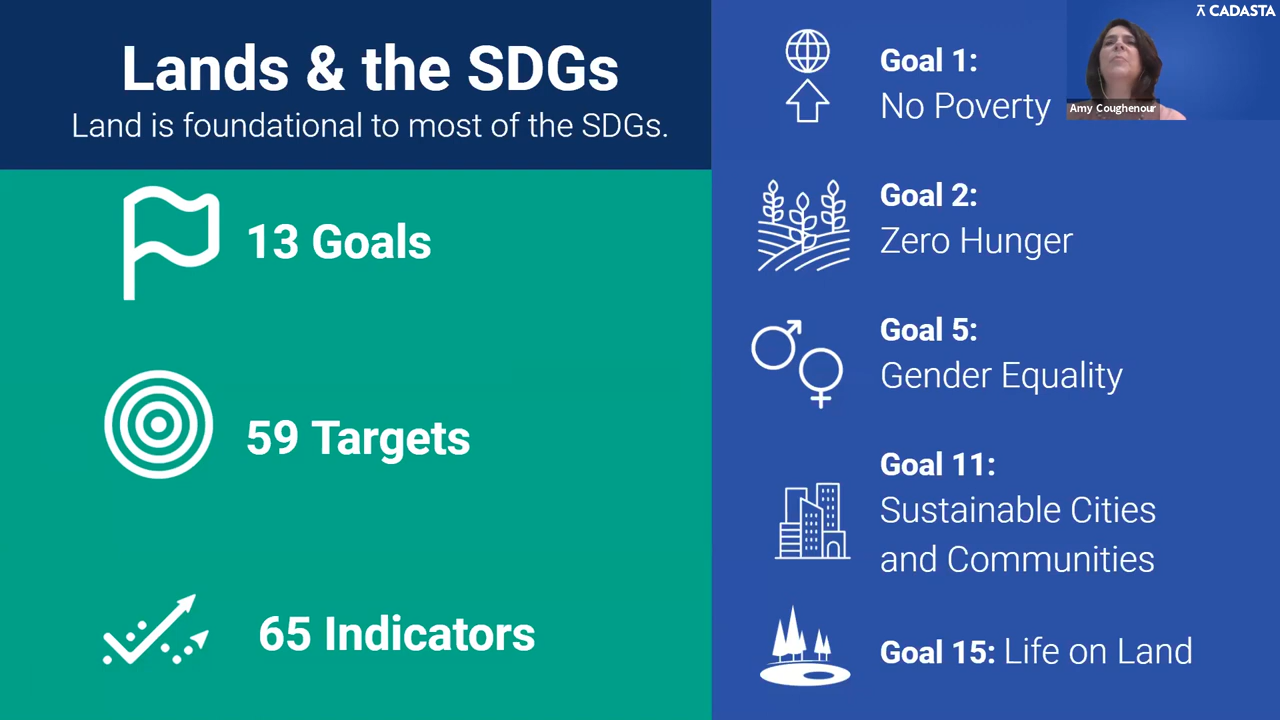 Lands & the SDGs
Land is foundational to most of the SDGs.
13 Goals
59 Targets
65 Indicators
Goal 1:
No Poverty
Goal 2:
Zero Hunger
Goal 5:
Gender Equality
Goal 11:
Sustainable Cities
and Communities
Goal 15: Life on Land
CADASTA
Amy Coughenour